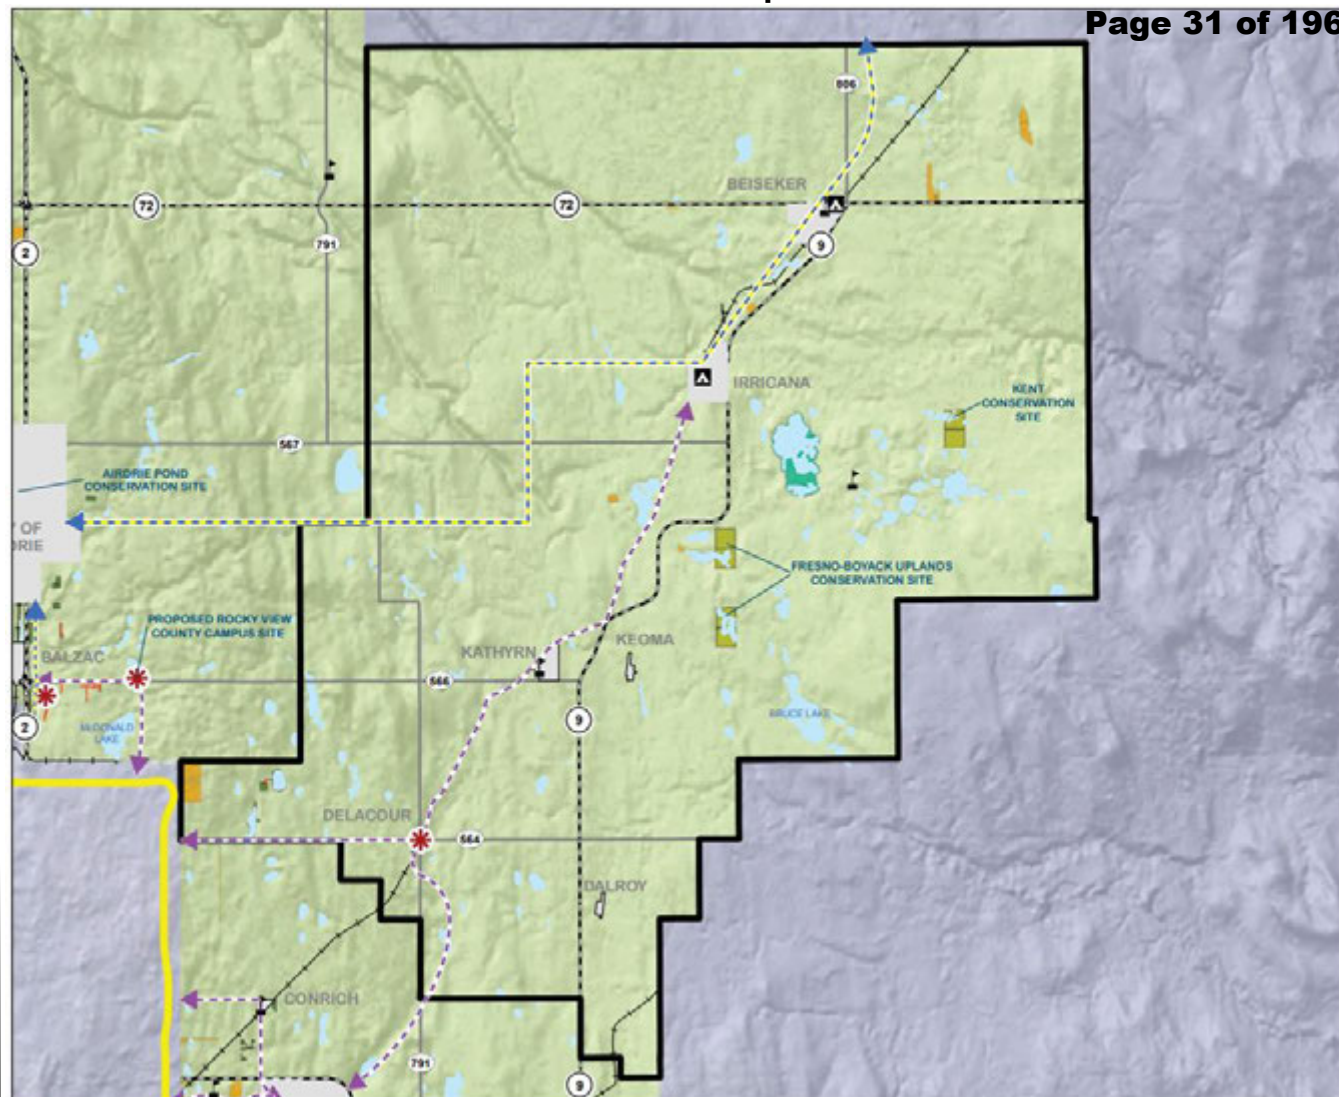 Page 31 of 196
806
BEISEKER
72
72
9
2
791
IRRICANA
KENT
CONSERVATION
SITE
567
AIRDRIE POND
CONSERVATION SITE
Y OF
DRIE
FRESNO-BOYACK UPLANDS
CONSERVATION SITE
PROPOSED ROCKY VIEW
COUNTY CAMPUS SITE
BALZAC
KATHYRN
KEOMA
566
BRUCE LAKE
9
2
McDONALD
LAKE
DELACOUR
564
DALROY
CONRICH
791
9